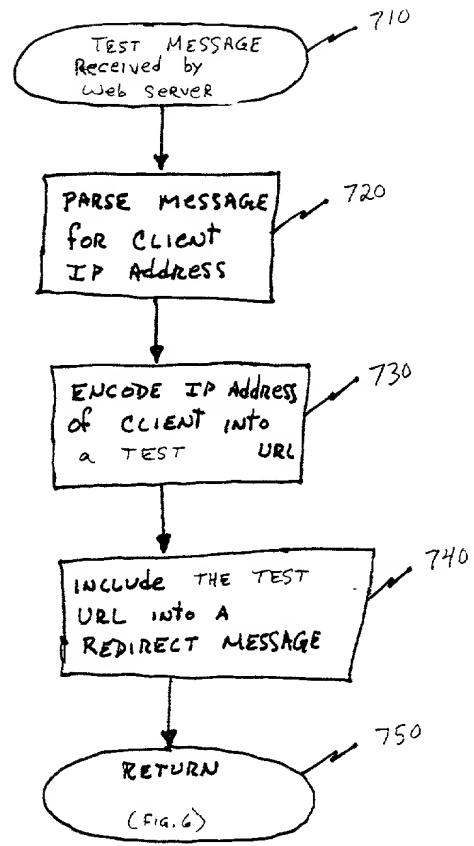 710
TEST MESSAGE
Received by
Web Server
720
PARSE MESSAGE
for CLIENT
IP Address
730
ENCODE IP Address
of CLIENT into
a TEST URL
740
INCLUDE THE TEST
URL into A
REDIRECT MESSAGE
750
RETURN
(FIG. 6)